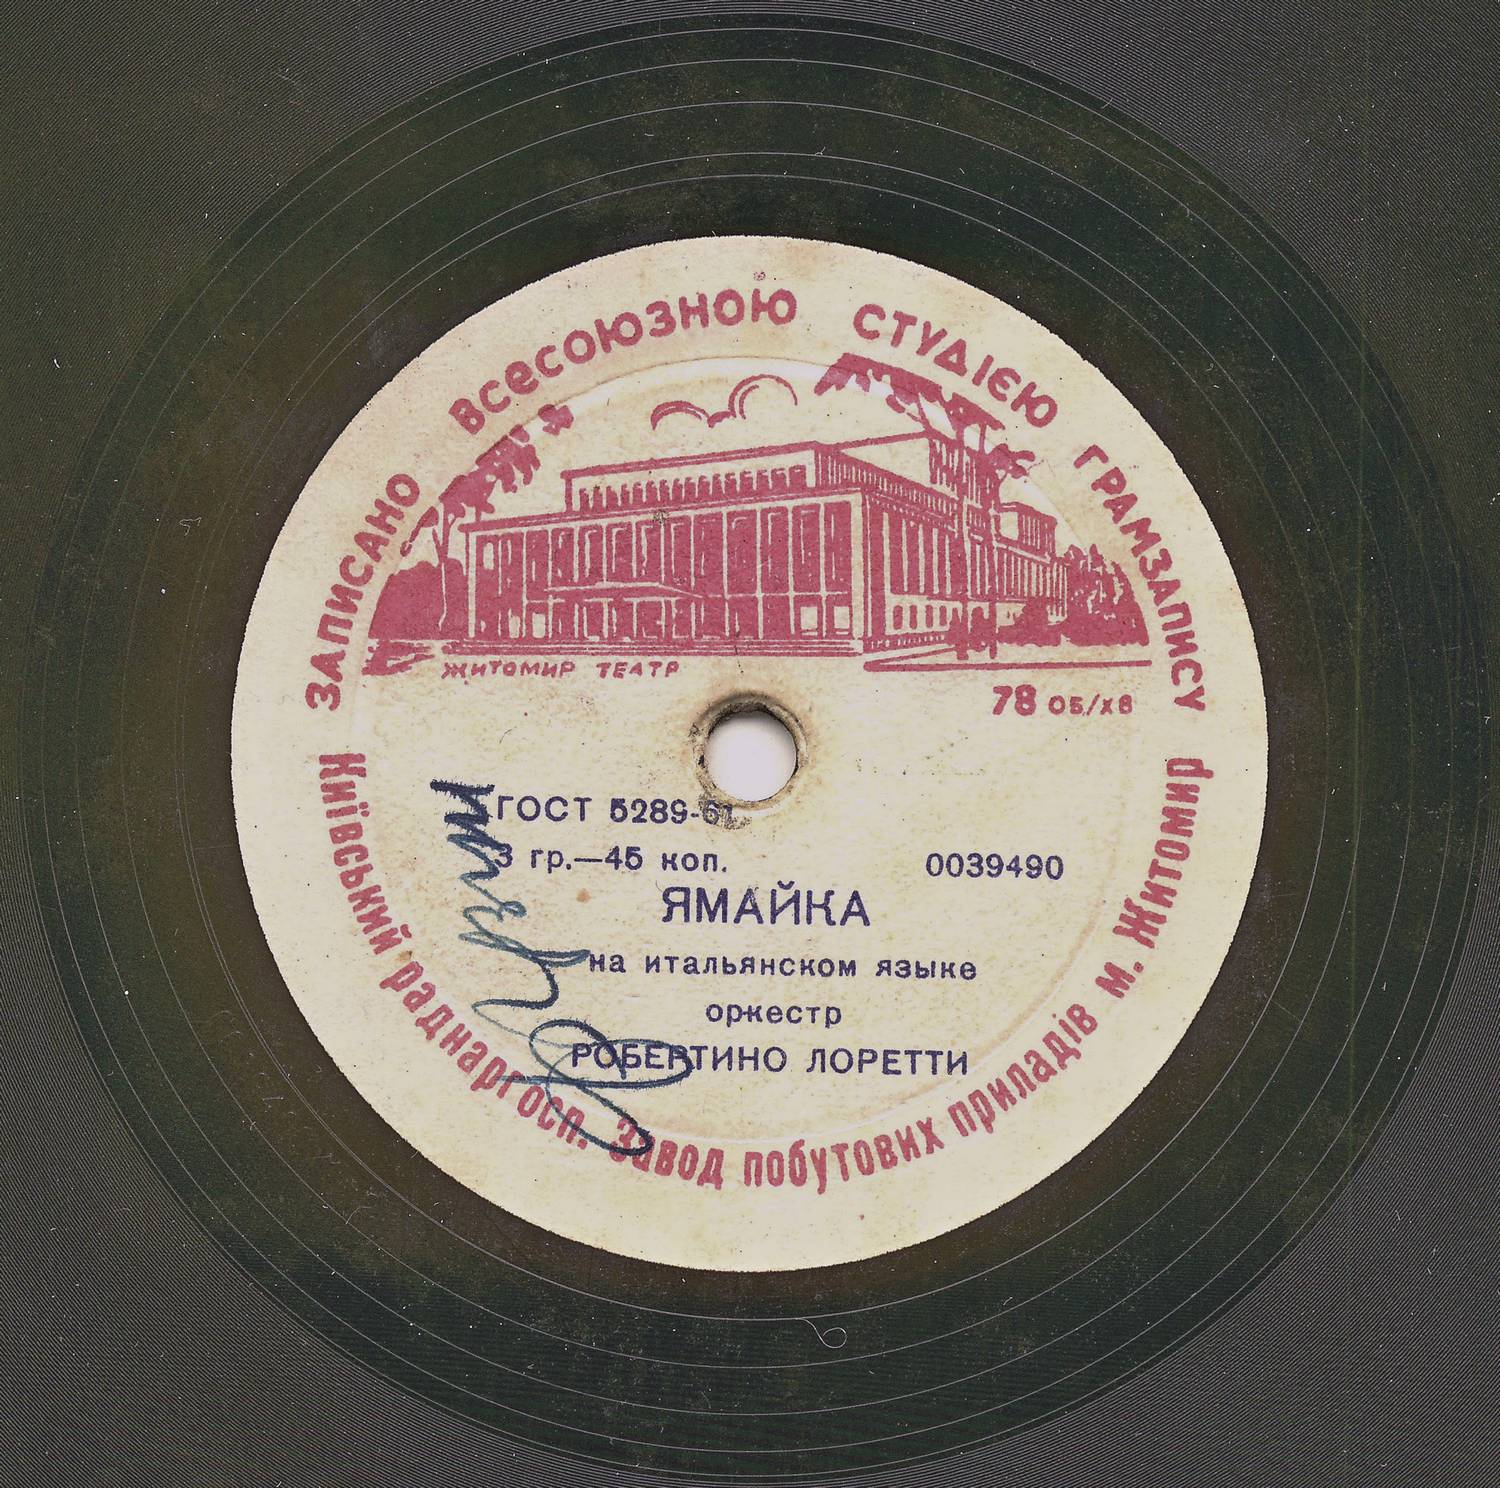 ЗАПИСАНО ВСЕСОЮЗНОЮ СТУДІЄЮ ГРАМЗАПИСУ
ЖИТОМИР ТЕАТР
78 ОБ/ХВ
ГОСТ 5289-61
3 гр.—45 коп.
0039490
ЯМАЙКА
на итальянском языке
оркестр
РОБЕРТИНО ЛОРЕТТИ
Київський раднаргосп. Завод побутових приладів м. Житомир